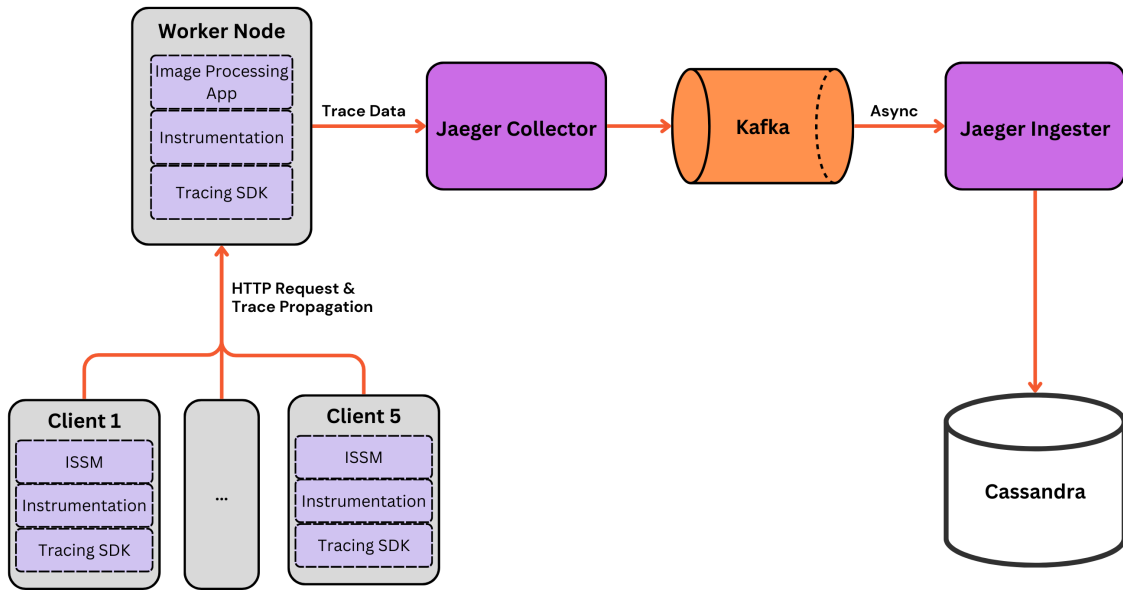 Worker Node
Image Processing
App
Instrumentation
Tracing SDK
Trace Data
Jaeger Collector
Kafka
Async
Jaeger Ingester
HTTP Request &
Trace Propagation
Client 1
ISSM
Instrumentation
Tracing SDK
...
Client 5
ISSM
Instrumentation
Tracing SDK
Cassandra